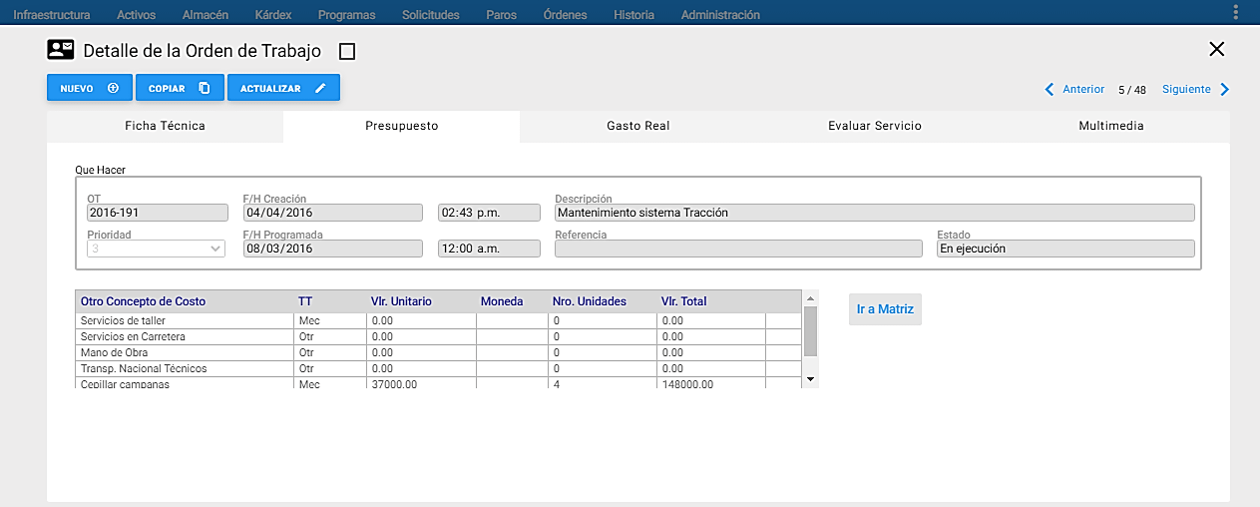 Infraestructura Activos Almacén Kárdex Programas Solicitudes Paros Órdenes Historia Administración
Detalle de la Orden de Trabajo
NUEVO COPIAR ACTUALIZAR Anterior 5 / 48 Siguiente
Ficha Técnica Presupuesto Gasto Real Evaluar Servicio Multimedia
Que Hacer
OT F/H Creación Descripción
2016-191 04/04/2016 02:43 p.m. Mantenimiento sistema Tracción
Prioridad F/H Programada Referencia Estado
3 08/03/2016 12:00 a.m. En ejecución
Otro Concepto de Costo TT Vlr. Unitario Moneda Nro. Unidades Vlr. Total Ir a Matriz
Servicios de taller Mec 0.00 0 0.00
Servicios en Carretera Otr 0.00 0 0.00
Mano de Obra Otr 0.00 0 0.00
Transp. Nacional Técnicos Otr 0.00 0 0.00
Cepillar campanas Mec 37000.00 4 148000.00